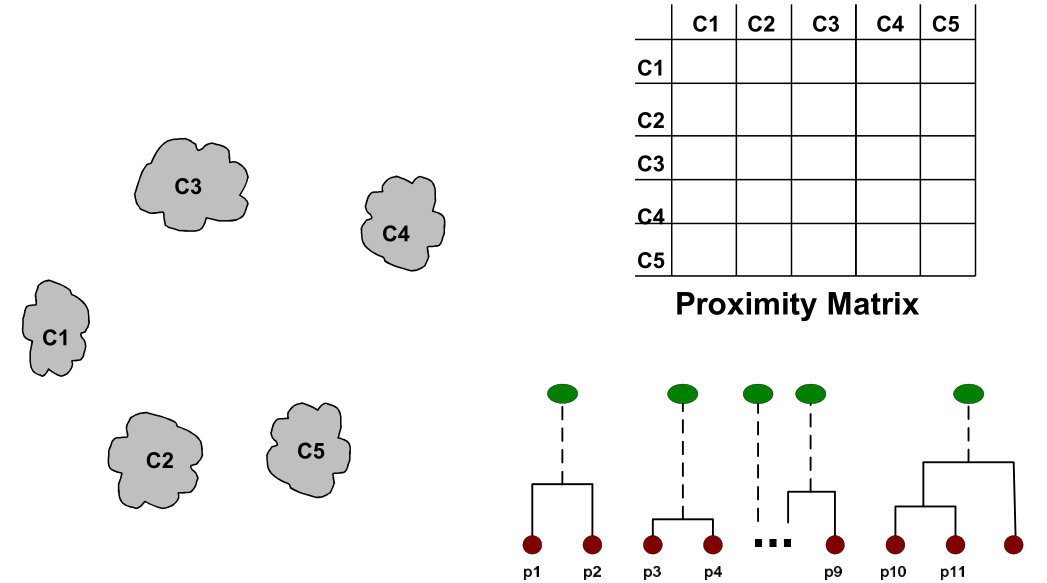 C3
C4
C1
C2
C5
C1 C2 C3 C4 C5
C1
C2
C3
C4
C5
Proximity Matrix
...
p1 p2 p3 p4 p9 p10 p11